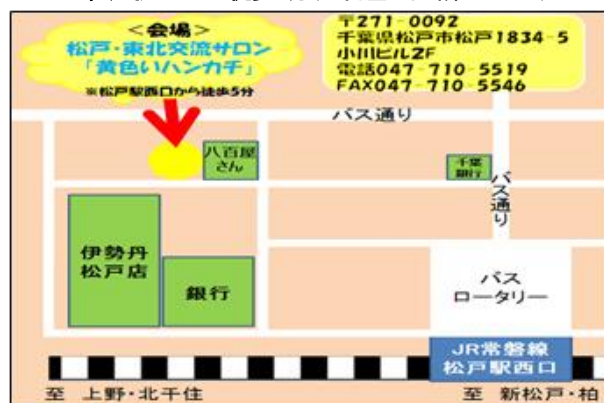 ＜会場＞
松戸・東北交流サロン
「黄色いハンカチ」
※松戸駅西口から徒歩5分
〒271-0092
千葉県松戸市松戸1834-5
小川ビル2F
電話047-710-5519
FAX047-710-5546
バス通り
八百屋
さん
千葉
銀行
バス通り
伊勢丹
松戸店
銀行
バス
ロータリー
JR常磐線
松戸駅西口
至 上野・北千住
至 新松戸・柏